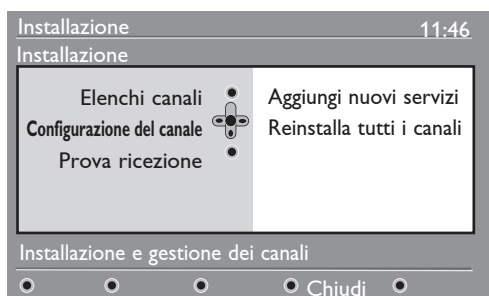 Installazione 11:46
Installazione
Elenchi canali
Configurazione del canale
Prova ricezione
Aggiungi nuovi servizi
Reinstalla tutti i canali
Installazione e gestione dei canali
Chiudi